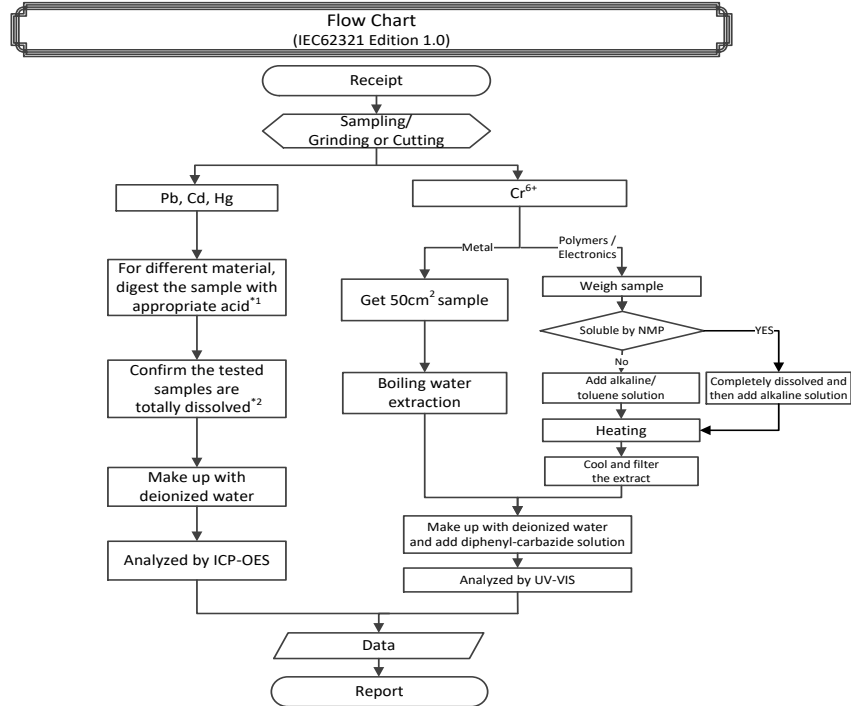 Flow Chart
(IEC62321 Edition 1.0)
Receipt
Sampling/
Grinding or Cutting
Pb, Cd, Hg
Cr6+
Metal
Polymers /
Electronics
For different material,
digest the sample with
appropriate acid*1
Get 50cm2 sample
Weigh sample
Soluble by NMP
YES
No
Confirm the tested
samples are
totally dissolved*2
Boiling water
extraction
Add alkaline/
toluene solution
Completely dissolved and
then add alkaline solution
Heating
Cool and filter
the extract
Make up with
deionized water
Make up with deionized water
and add diphenyl-carbazide solution
Analyzed by ICP-OES
Analyzed by UV-VIS
Data
Report